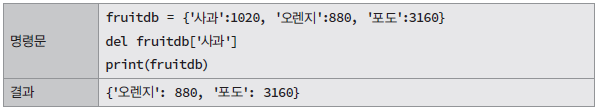 명령문
fruitdb = {'사과':1020, '오렌지':880, '포도':3160}
del fruitdb['사과']
print(fruitdb)
결과
{'오렌지': 880, '포도': 3160}